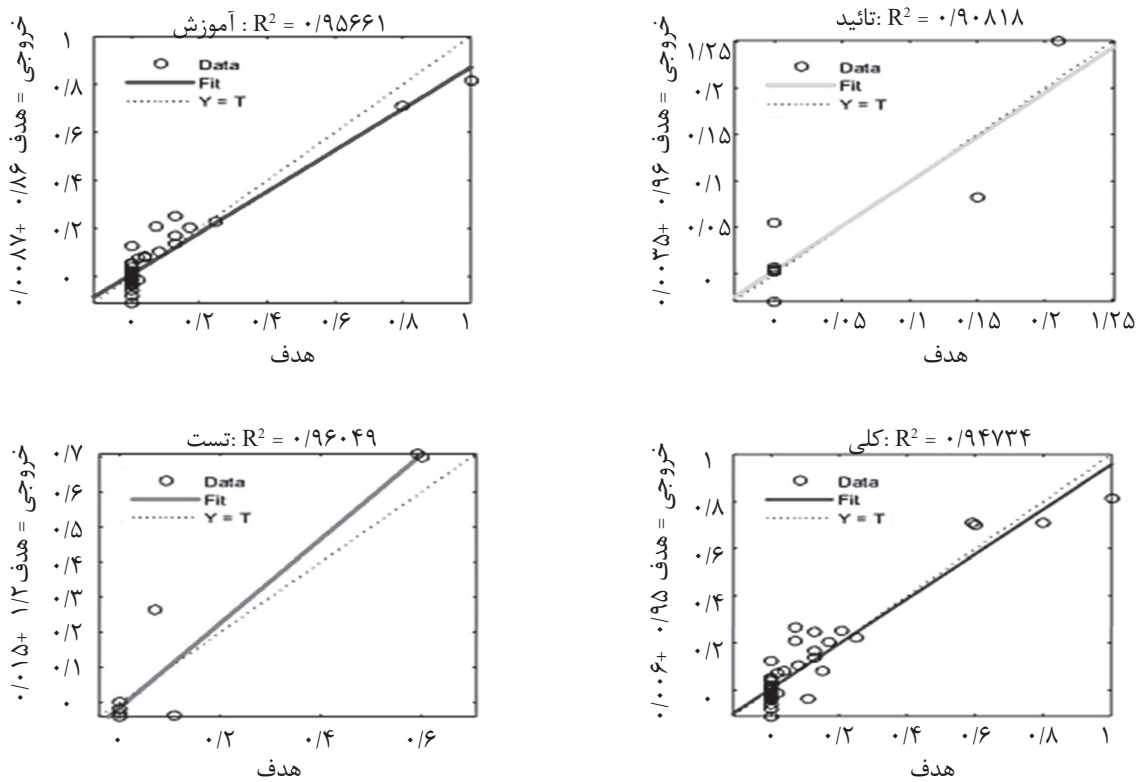 آموزش : R² = ۰/۹۵۶۶۱
خروجی = هدف ۰/۸۶ +۰/۰۰۸۷
۱
۰/۸
۰/۶
۰/۴
۰/۲
۰
Data
Fit
Y = T
۰ ۰/۲ ۰/۴ ۰/۶ ۰/۸ ۱
هدف
تائید: R² = ۰/۹۰۸۱۸
خروجی = هدف ۰/۹۶ +۰/۰۰۳۵
۱/۲۵
۰/۲
۰/۱۵
۰/۱
۰/۰۵
۰
Data
Fit
Y = T
۰ ۰/۰۵ ۰/۱ ۰/۱۵ ۰/۲ ۱/۲۵
هدف
تست: R² = ۰/۹۶۰۴۹
خروجی = هدف ۱/۲ +۰/۰۱۵
۰/۷
۰/۶
۰/۵
۰/۴
۰/۳
۰/۲
۰/۱
۰
Data
Fit
Y = T
۰ ۰/۲ ۰/۴ ۰/۶
هدف
کلی: R² = ۰/۹۴۷۳۴
خروجی = هدف ۰/۹۵ +۰/۰۰۶
۱
۰/۸
۰/۶
۰/۴
۰/۲
۰
Data
Fit
Y = T
۰ ۰/۲ ۰/۴ ۰/۶ ۰/۸ ۱
هدف